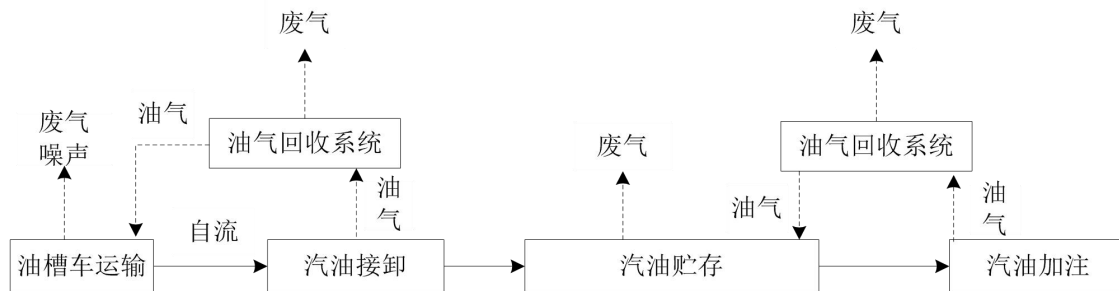 废气
废气
油气
废气
噪声
油气回收系统
油气回收系统
废气
油
气
油气
油
气
自流
油槽车运输
汽油接卸
汽油贮存
汽油加注